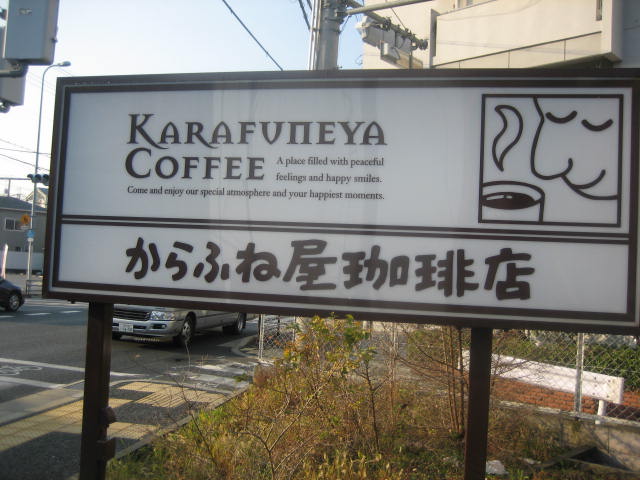 KARAFUNEYA
COFFEE
A place filled with peaceful
feelings and happy smiles.
Come and enjoy our special atmosphere and your happiest moments.
からふね屋珈琲店